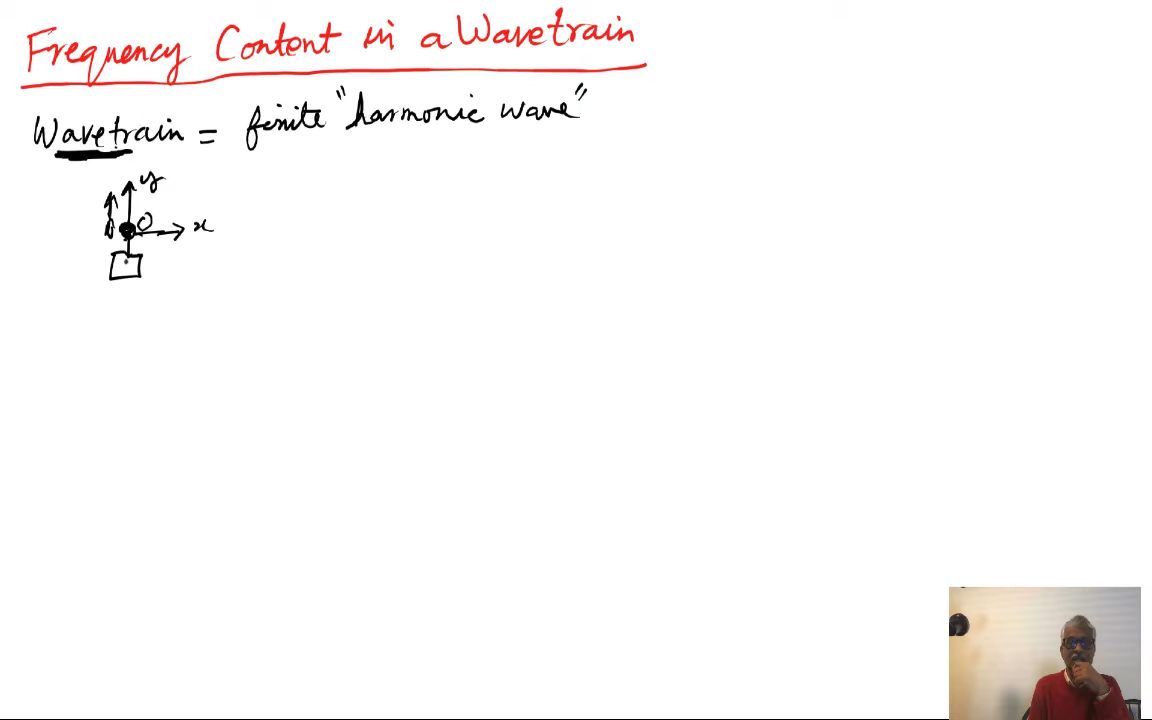 Frequency Content in a Wavetrain
Wavetrain = finite "harmonic wave"
y
O
x